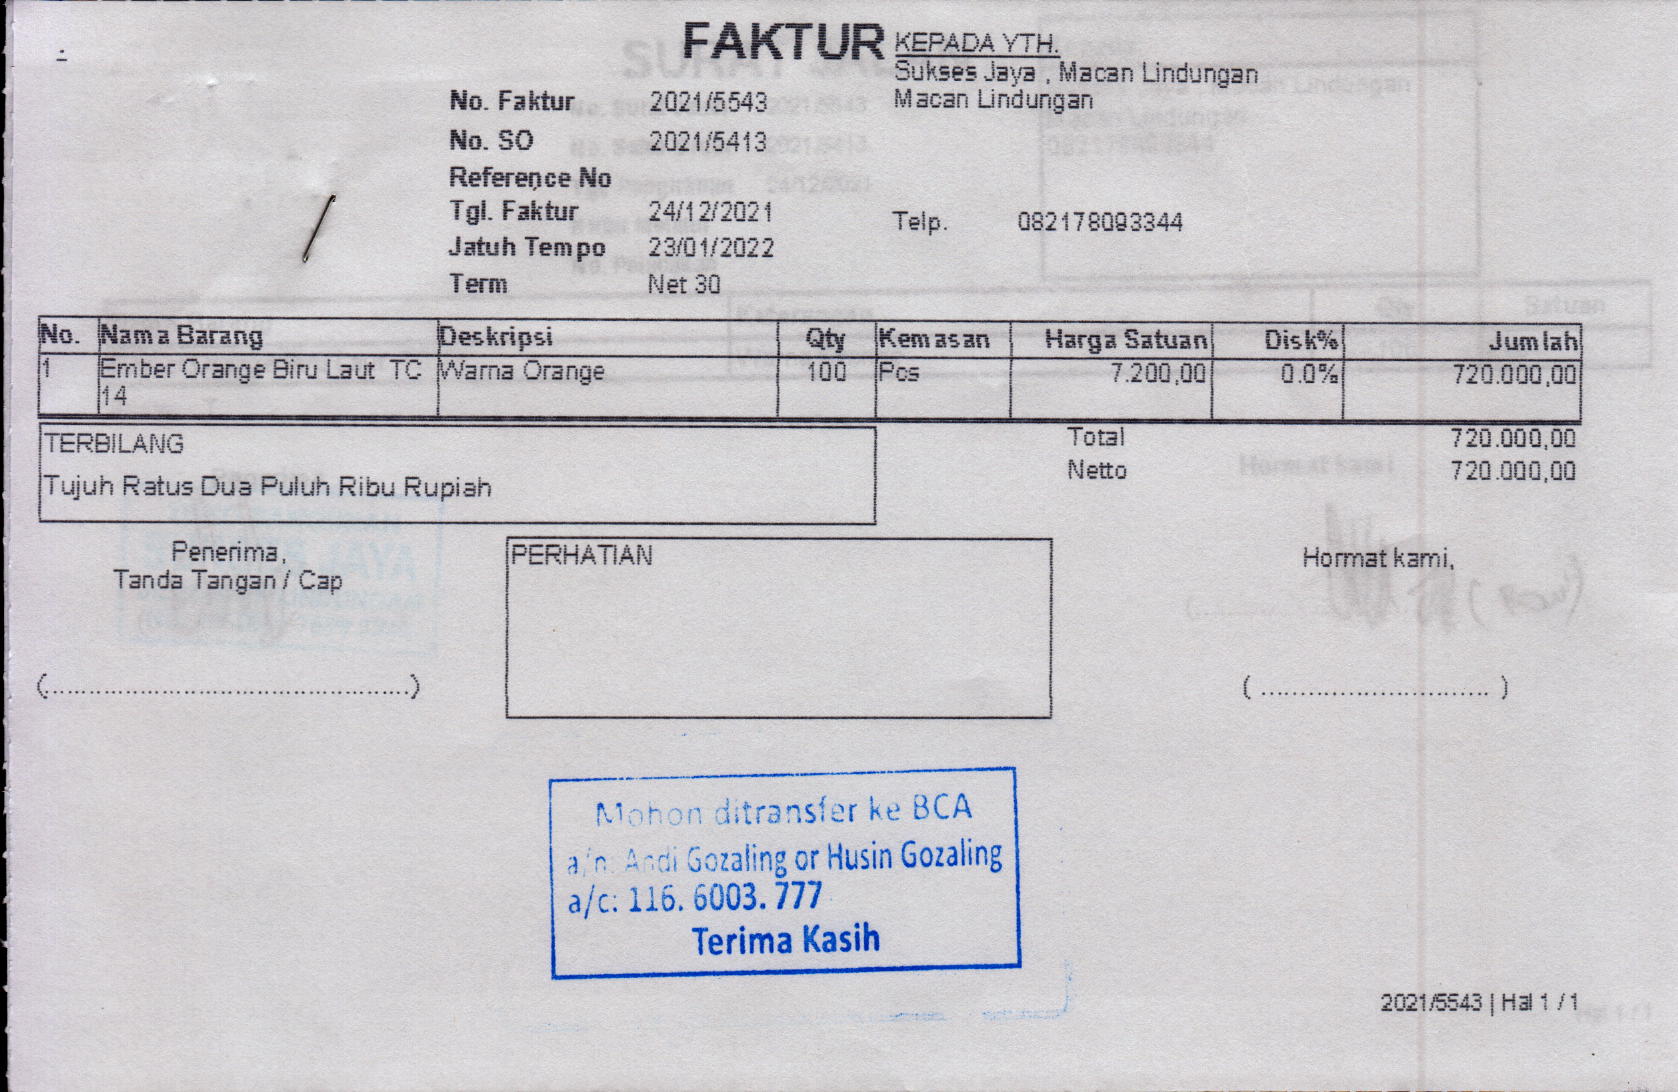 FAKTUR
KEPADA YTH.
Sukses Jaya , Macan Lindungan
Macan Lindungan
No. Faktur 2021/5543
No. SO 2021/5413
Reference No
Tgl. Faktur 24/12/2021
Telp. 082178093344
Jatuh Tempo 23/01/2022
Term Net 30
No. Nama Barang Deskripsi Qty Kemasan Harga Satuan Disk% Jumlah
1 Ember Orange Biru Laut TC Warna Orange 100 Pcs 7.200,00 0.0% 720.000,00
14
TERBILANG
Tujuh Ratus Dua Puluh Ribu Rupiah
Total 720.000,00
Netto 720.000,00
Penerima,
Tanda Tangan / Cap
PERHATIAN
Hormat kami,
(................................................)
( .............................. )
Mohon ditransfer ke BCA
a/n: Andi Gozaling or Husin Gozaling
a/c: 116. 6003. 777
Terima Kasih
2021/5543 | Hal 1 / 1